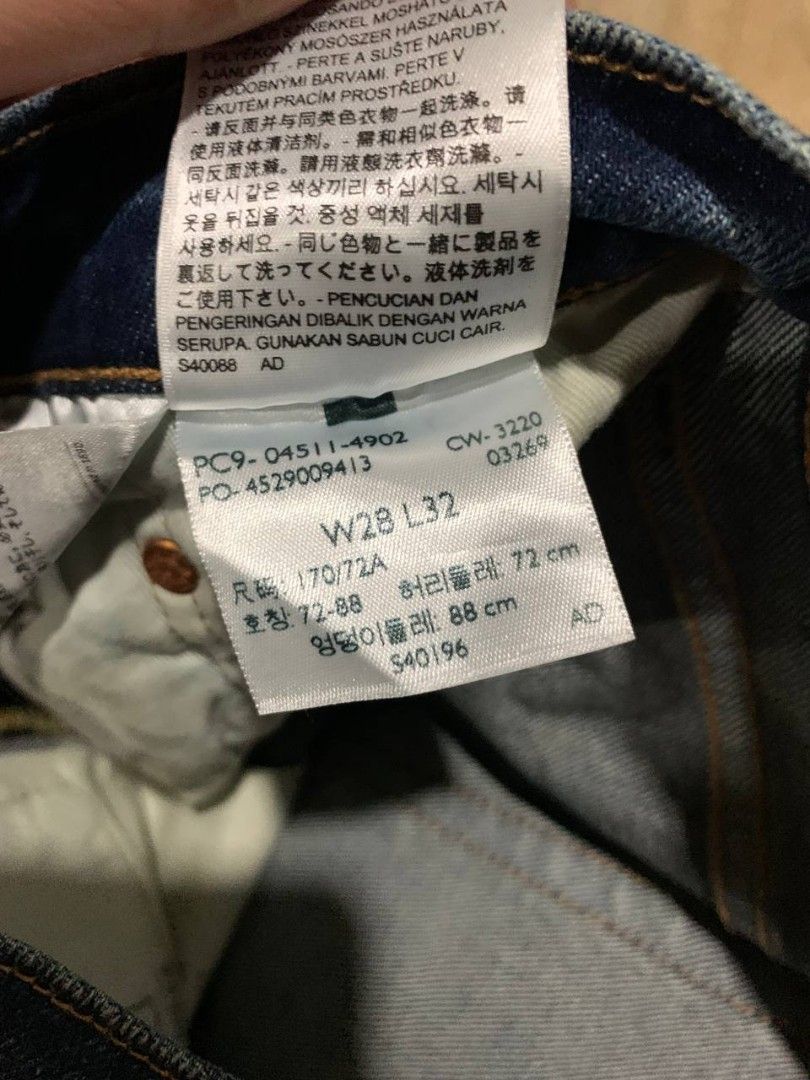 SZÍNEKKEL MOSHATÓ
FOLYÉKONY MOSÓSZER HASZNÁLATA
AJÁNLOTT. - PERTE A SUŠTE NARUBY,
S PODOBNÝMI BARVAMI. PERTE V
TEKUTÉM PRACÍM PROSTŘEDKU.
- 请反面并与同类色衣物一起洗涤。请
使用液体清洁剂。- 需和相似色衣物一
同反面洗滌。請用液態洗衣劑洗滌。-
세탁시 같은 색상끼리 하십시요. 세탁시
옷을 뒤집을 것. 중성 액체 세재를
사용하세요. - 同じ色物と一緒に製品を
裏返して洗ってください。液体洗剤を
ご使用下さい。- PENCUCIAN DAN
PENGERINGAN DIBALIK DENGAN WARNA
SERUPA. GUNAKAN SABUN CUCI CAIR.
S40088 AD
PC9- 04511-4902 CW- 3220
PO- 4529009413 03269
W28 L32
尺码: 170/72A 허리둘레: 72 cm
호칭: 72-88
엉덩이둘레: 88 cm AD
S40196